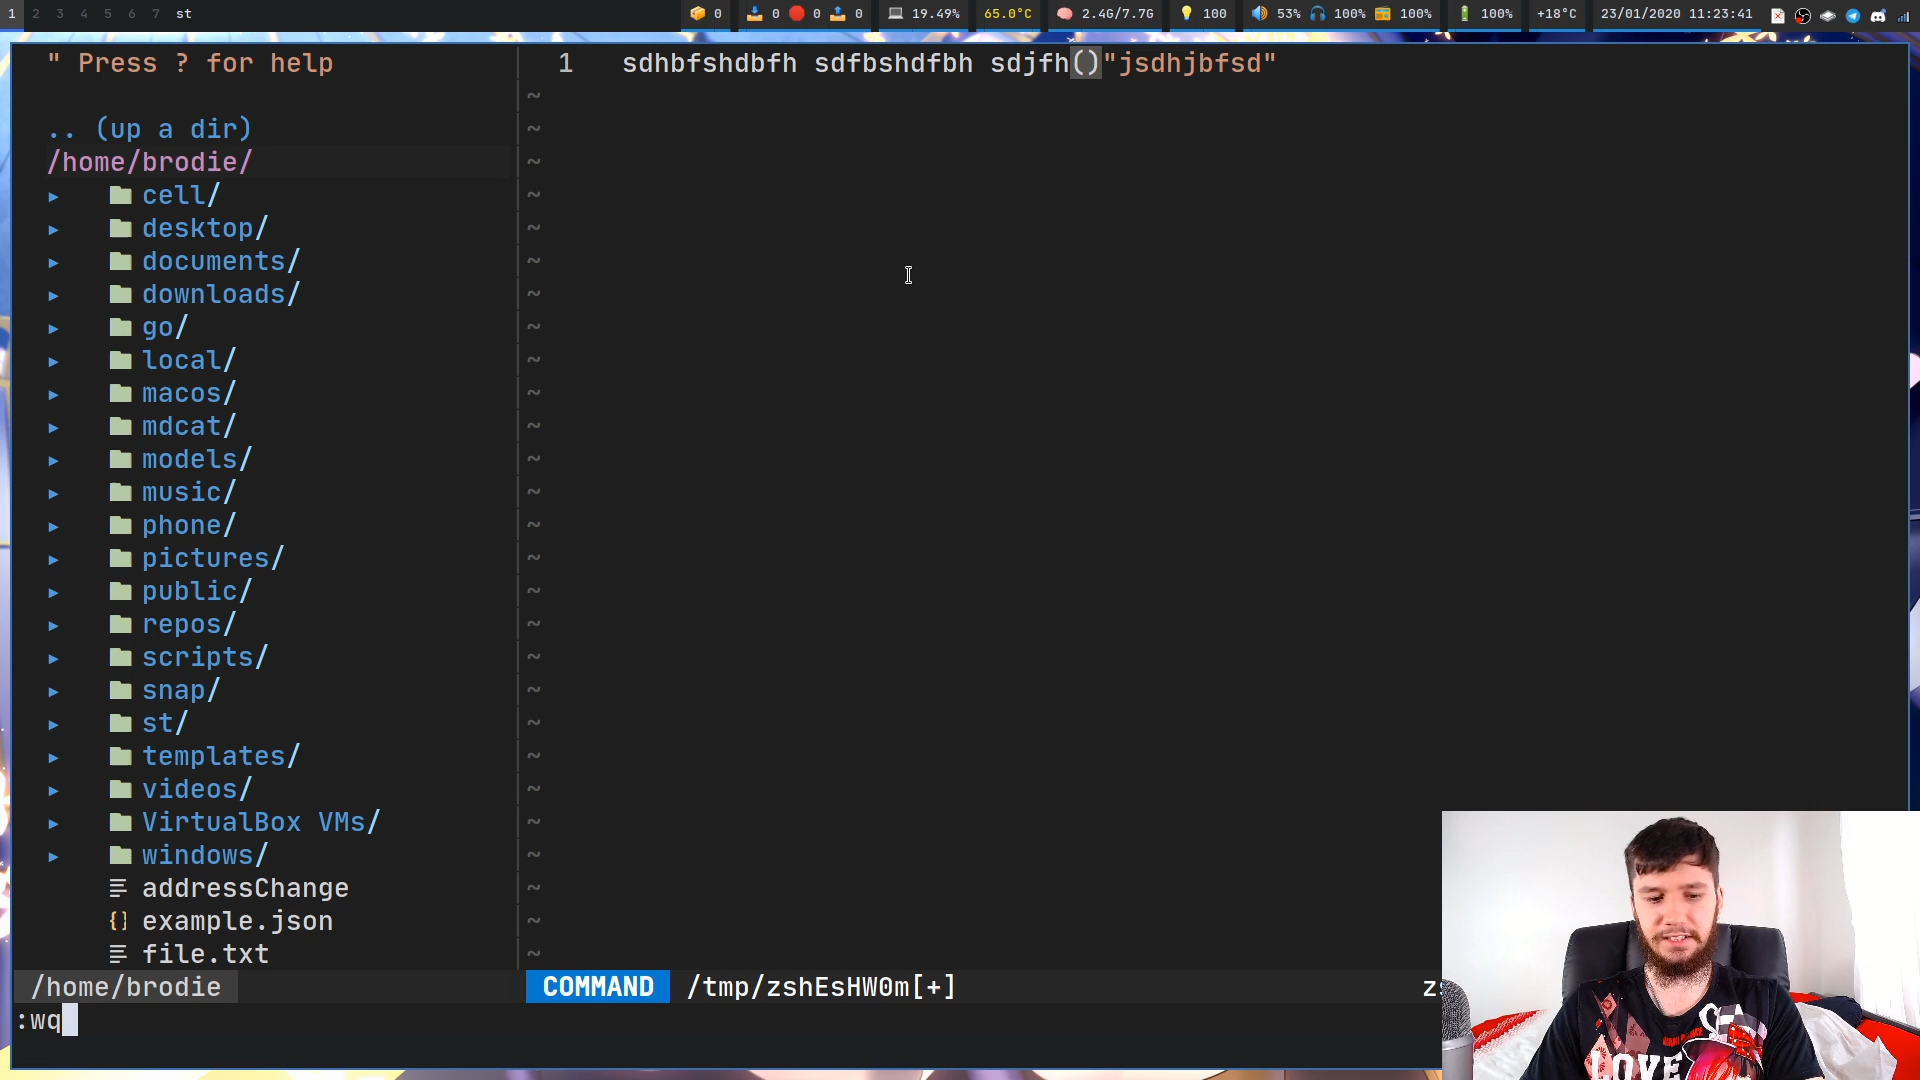 1 2 3 4 5 6 7 st 0 0 0 0 19.49% 65.0°C 2.4G/7.7G 100 53% 100% 100% 100% +18°C 23/01/2020 11:23:41
" Press ? for help
1 sdhbfshdbfh sdfbshdfbh sdjfh()"jsdhjbfsd"
.. (up a dir)
/home/brodie/
▸ cell/
▸ desktop/
▸ documents/
▸ downloads/
▸ go/
▸ local/
▸ macos/
▸ mdcat/
▸ models/
▸ music/
▸ phone/
▸ pictures/
▸ public/
▸ repos/
▸ scripts/
▸ snap/
▸ st/
▸ templates/
▸ videos/
▸ VirtualBox VMs/
▸ windows/
addressChange
{} example.json
file.txt
/home/brodie COMMAND /tmp/zshEsHW0m[+]
:wq
LOVE